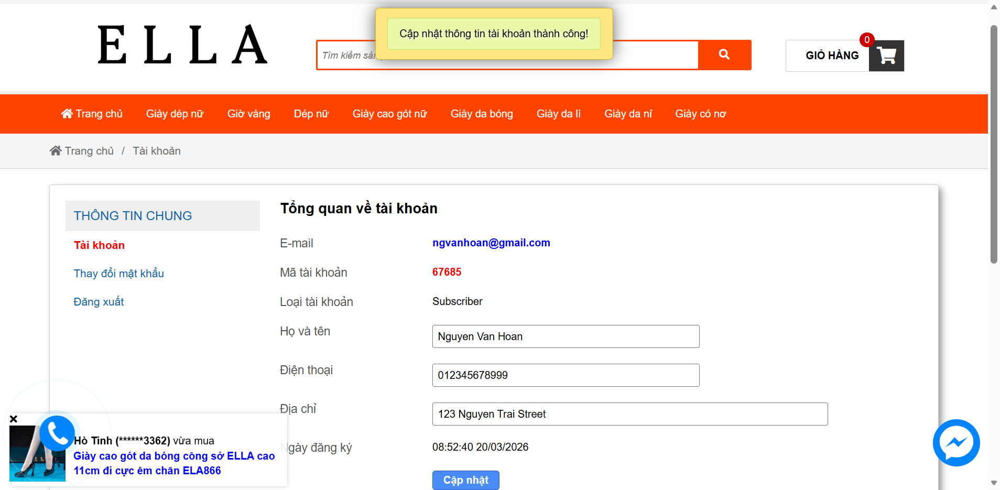 ELLA
Cập nhật thông tin tài khoản thành công!
Tìm kiếm
0
GIỎ HÀNG
Trang chủ
Giày dép nữ
Giờ vàng
Dép nữ
Giày cao gót nữ
Giày da bóng
Giày da lì
Giày da nỉ
Giày có nơ
Trang chủ / Tài khoản
THÔNG TIN CHUNG
Tài khoản
Thay đổi mật khẩu
Đăng xuất
Tổng quan về tài khoản
E-mail
ngvanhoan@gmail.com
Mã tài khoản
67685
Loại tài khoản
Subscriber
Họ và tên
Nguyen Van Hoan
Điện thoại
012345678999
Địa chỉ
123 Nguyen Trai Street
Ngày đăng ký
08:52:40 20/03/2026
Cập nhật
Hò Tinh (******3362) vừa mua
Giày cao gót da bóng công sở ELLA cao
11cm đi cực êm chân ELA866